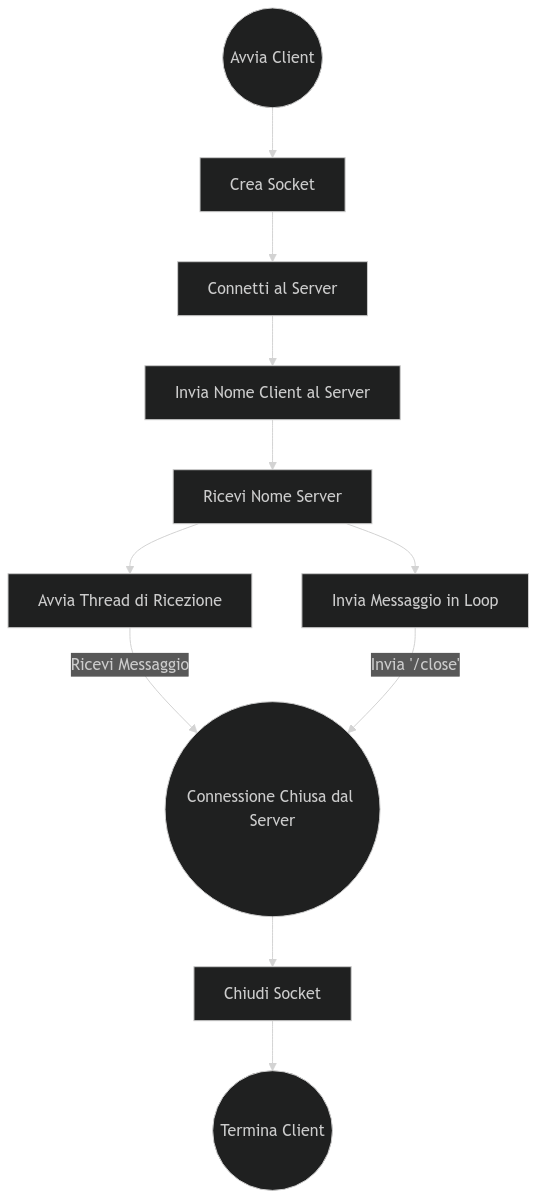 Avvia Client
Crea Socket
Connetti al Server
Invia Nome Client al Server
Ricevi Nome Server
Avvia Thread di Ricezione
Invia Messaggio in Loop
Ricevi Messaggio
Invia '/close'
Connessione Chiusa dal
Server
Chiudi Socket
Termina Client